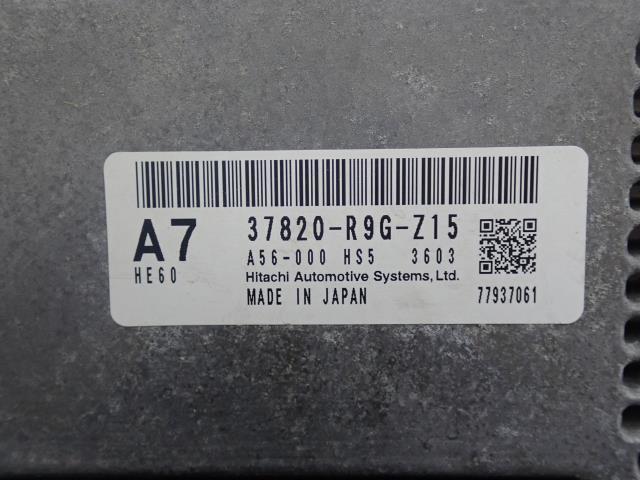 A7 37820-R9G-Z15
HE60 A56-000 HS5 3603
Hitachi Automotive Systems, Ltd.
MADE IN JAPAN 77937061